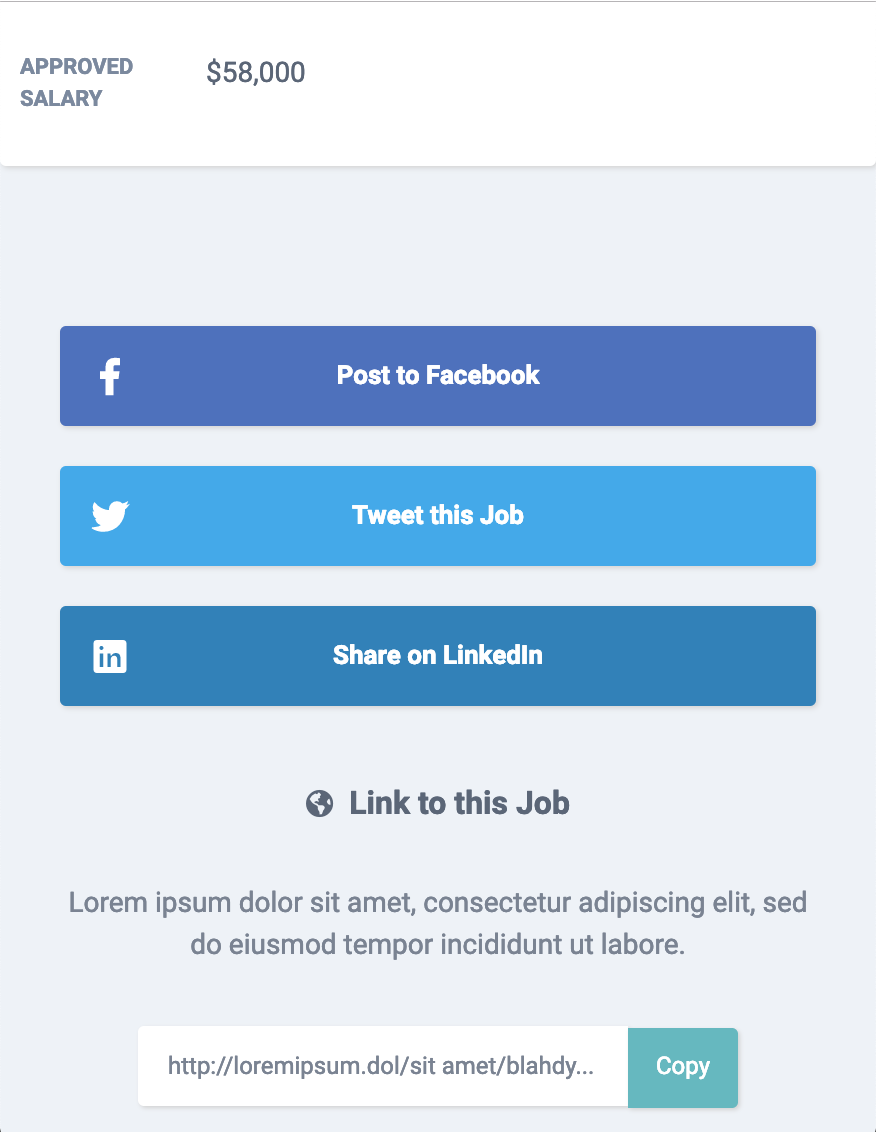 APPROVED
SALARY
$58,000
Post to Facebook
Tweet this Job
in
Share on LinkedIn
Link to this Job
Lorem ipsum dolor sit amet, consectetur adipiscing elit, sed
do eiusmod tempor incididunt ut labore.
http://loremipsum.dol/sit amet/blahdy...
Copy